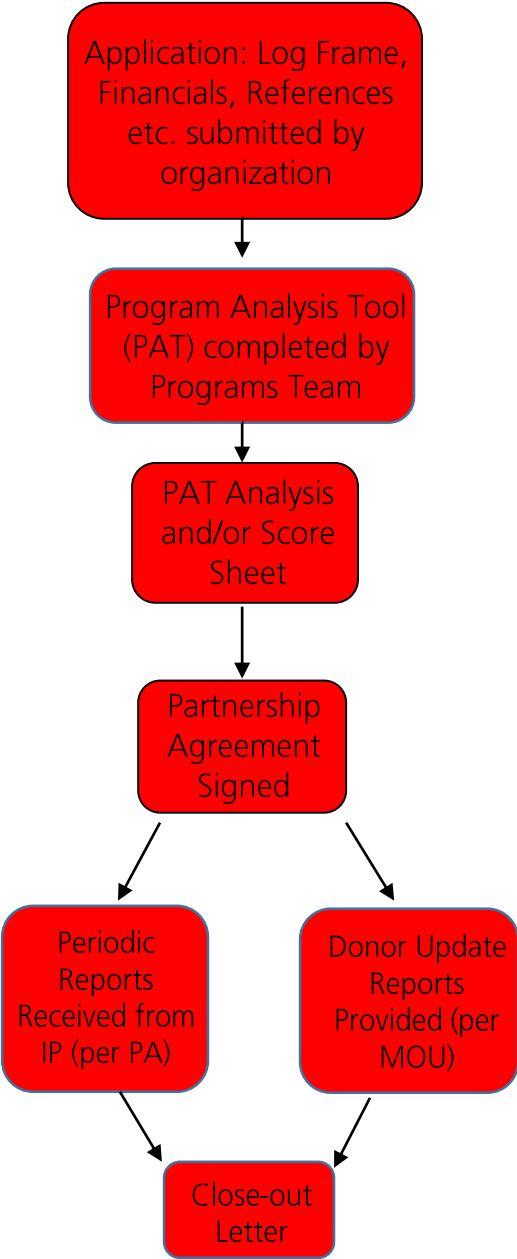 Application: Log Frame,
Financials, References
etc. submitted by
organization
Program Analysis Tool
(PAT) completed by
Programs Team
PAT Analysis
and/or Score
Sheet
Partnership
Agreement
Signed
Periodic
Reports
Received from
IP (per PA)
Donor Update
Reports
Provided (per
MOU)
Close-out
Letter